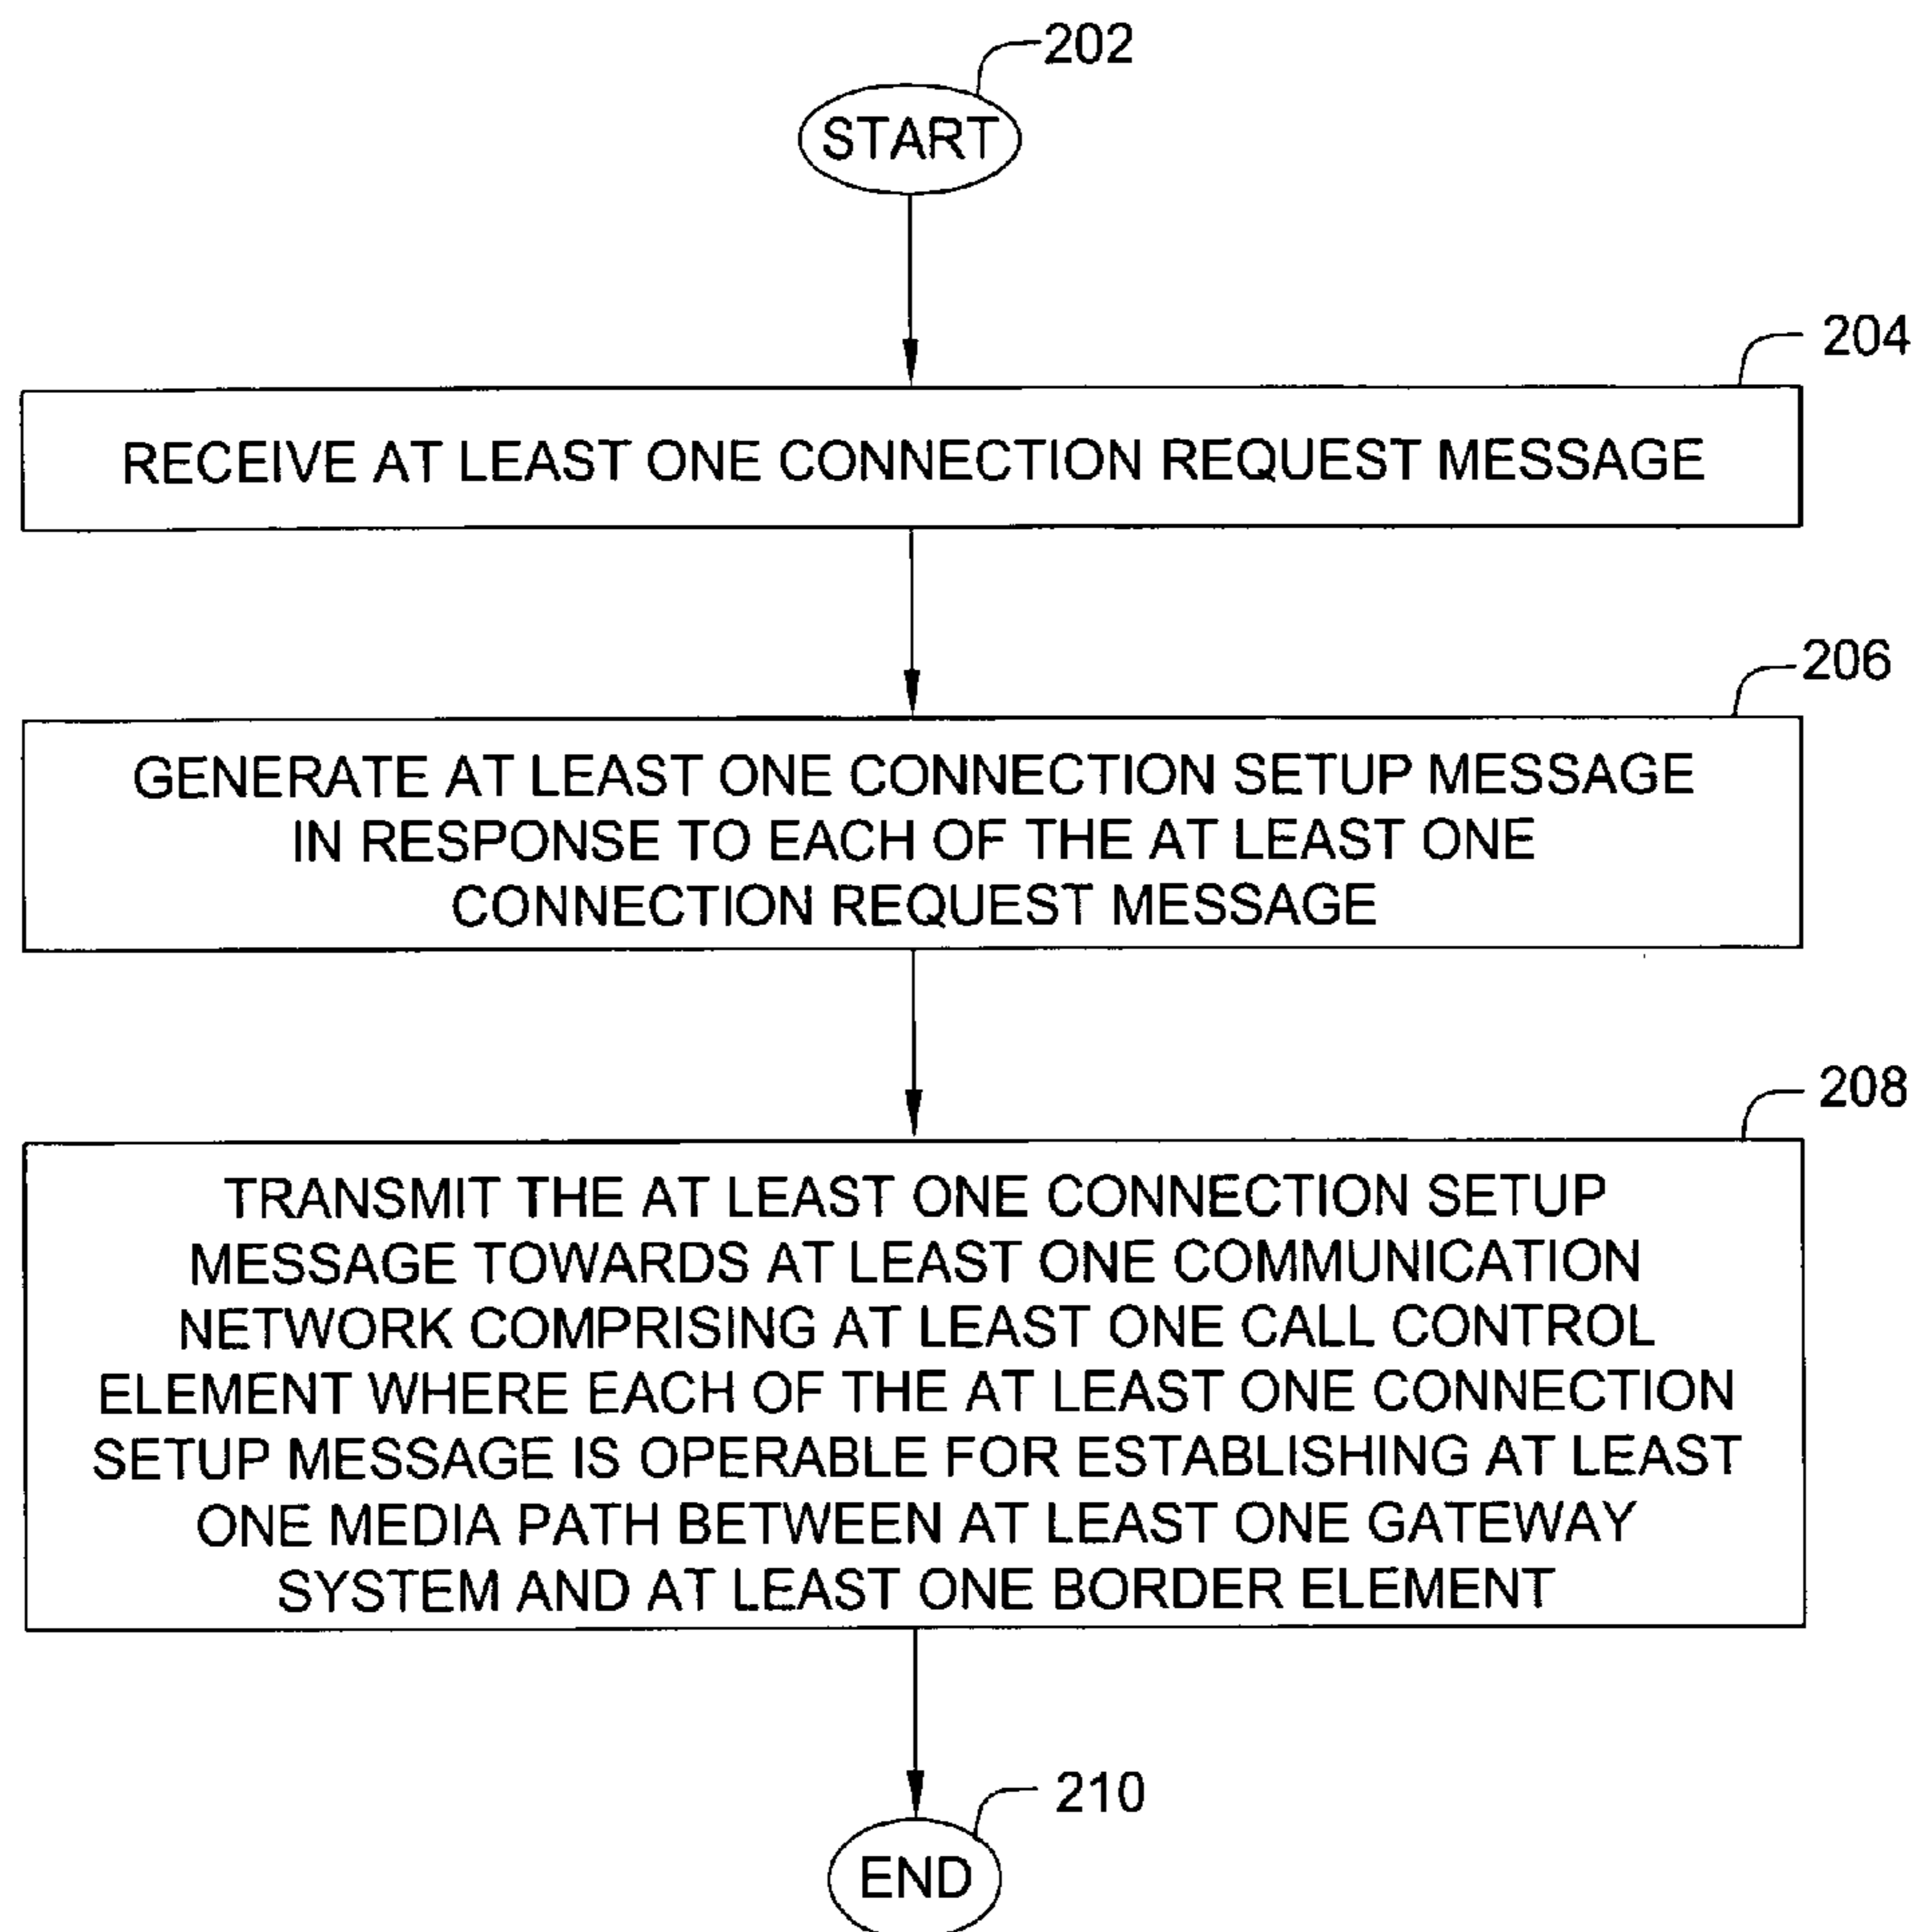 202
START
204
RECEIVE AT LEAST ONE CONNECTION REQUEST MESSAGE
206
GENERATE AT LEAST ONE CONNECTION SETUP MESSAGE
IN RESPONSE TO EACH OF THE AT LEAST ONE
CONNECTION REQUEST MESSAGE
208
TRANSMIT THE AT LEAST ONE CONNECTION SETUP
MESSAGE TOWARDS AT LEAST ONE COMMUNICATION
NETWORK COMPRISING AT LEAST ONE CALL CONTROL
ELEMENT WHERE EACH OF THE AT LEAST ONE CONNECTION
SETUP MESSAGE IS OPERABLE FOR ESTABLISHING AT LEAST
ONE MEDIA PATH BETWEEN AT LEAST ONE GATEWAY
SYSTEM AND AT LEAST ONE BORDER ELEMENT
210
END